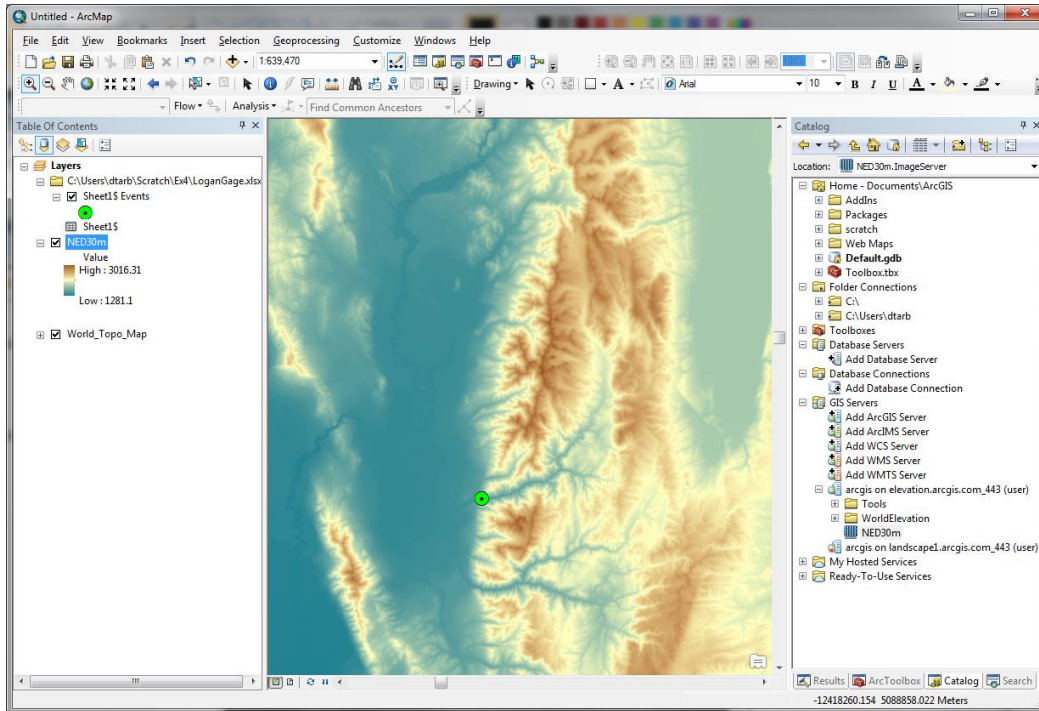 Untitled - ArcMap
File Edit View Bookmarks Insert Selection Geoprocessing Customize Windows Help
1:639,470 100%
Drawing A Arial 10 B I U A
Flow Analysis Find Common Ancestors
Table Of Contents
Layers
C:\Users\dtarb\Scratch\Ex4\LoganGage.xlsx
Sheet1$ Events
Sheet1$
NED30m
Value
High : 3016.31
Low : 1281.1
World_Topo_Map
Catalog
Location: NED30m.ImageServer
Home - Documents\ArcGIS
AddIns
Packages
scratch
Web Maps
Default.gdb
Toolbox.tbx
Folder Connections
C:\
C:\Users\dtarb
Toolboxes
Database Servers
Add Database Server
Database Connections
Add Database Connection
GIS Servers
Add ArcGIS Server
Add ArcIMS Server
Add WCS Server
Add WMS Server
Add WMTS Server
arcgis on elevation.arcgis.com_443 (user)
Tools
WorldElevation
NED30m
arcgis on landscape1.arcgis.com_443 (user)
My Hosted Services
Ready-To-Use Services
Results ArcToolbox Catalog Search
-12418260.154 5088858.022 Meters